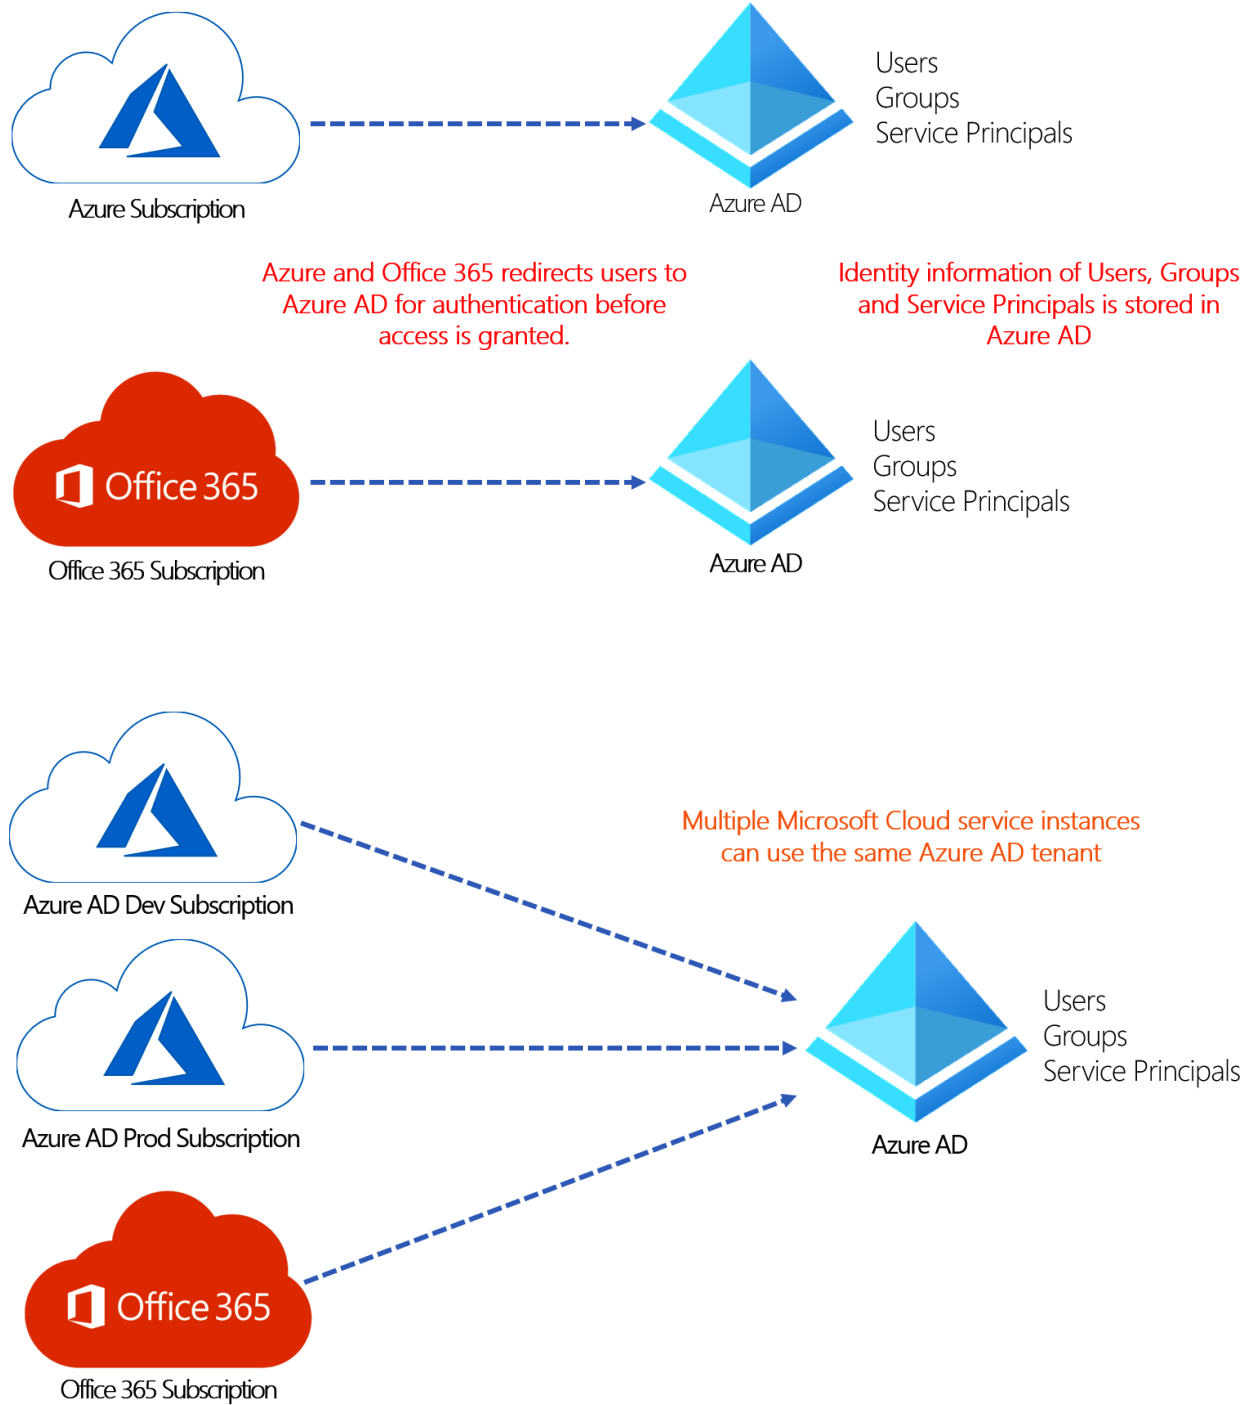 Users
Groups
Service Principals
Azure Subscription
Azure AD
Azure and Office 365 redirects users to
Azure AD for authentication before
access is granted.
Identity information of Users, Groups
and Service Principals is stored in
Azure AD
Office 365
Users
Groups
Service Principals
Office 365 Subscription
Azure AD
Multiple Microsoft Cloud service instances
can use the same Azure AD tenant
Azure AD Dev Subscription
Users
Groups
Service Principals
Azure AD Prod Subscription
Azure AD
Office 365
Office 365 Subscription